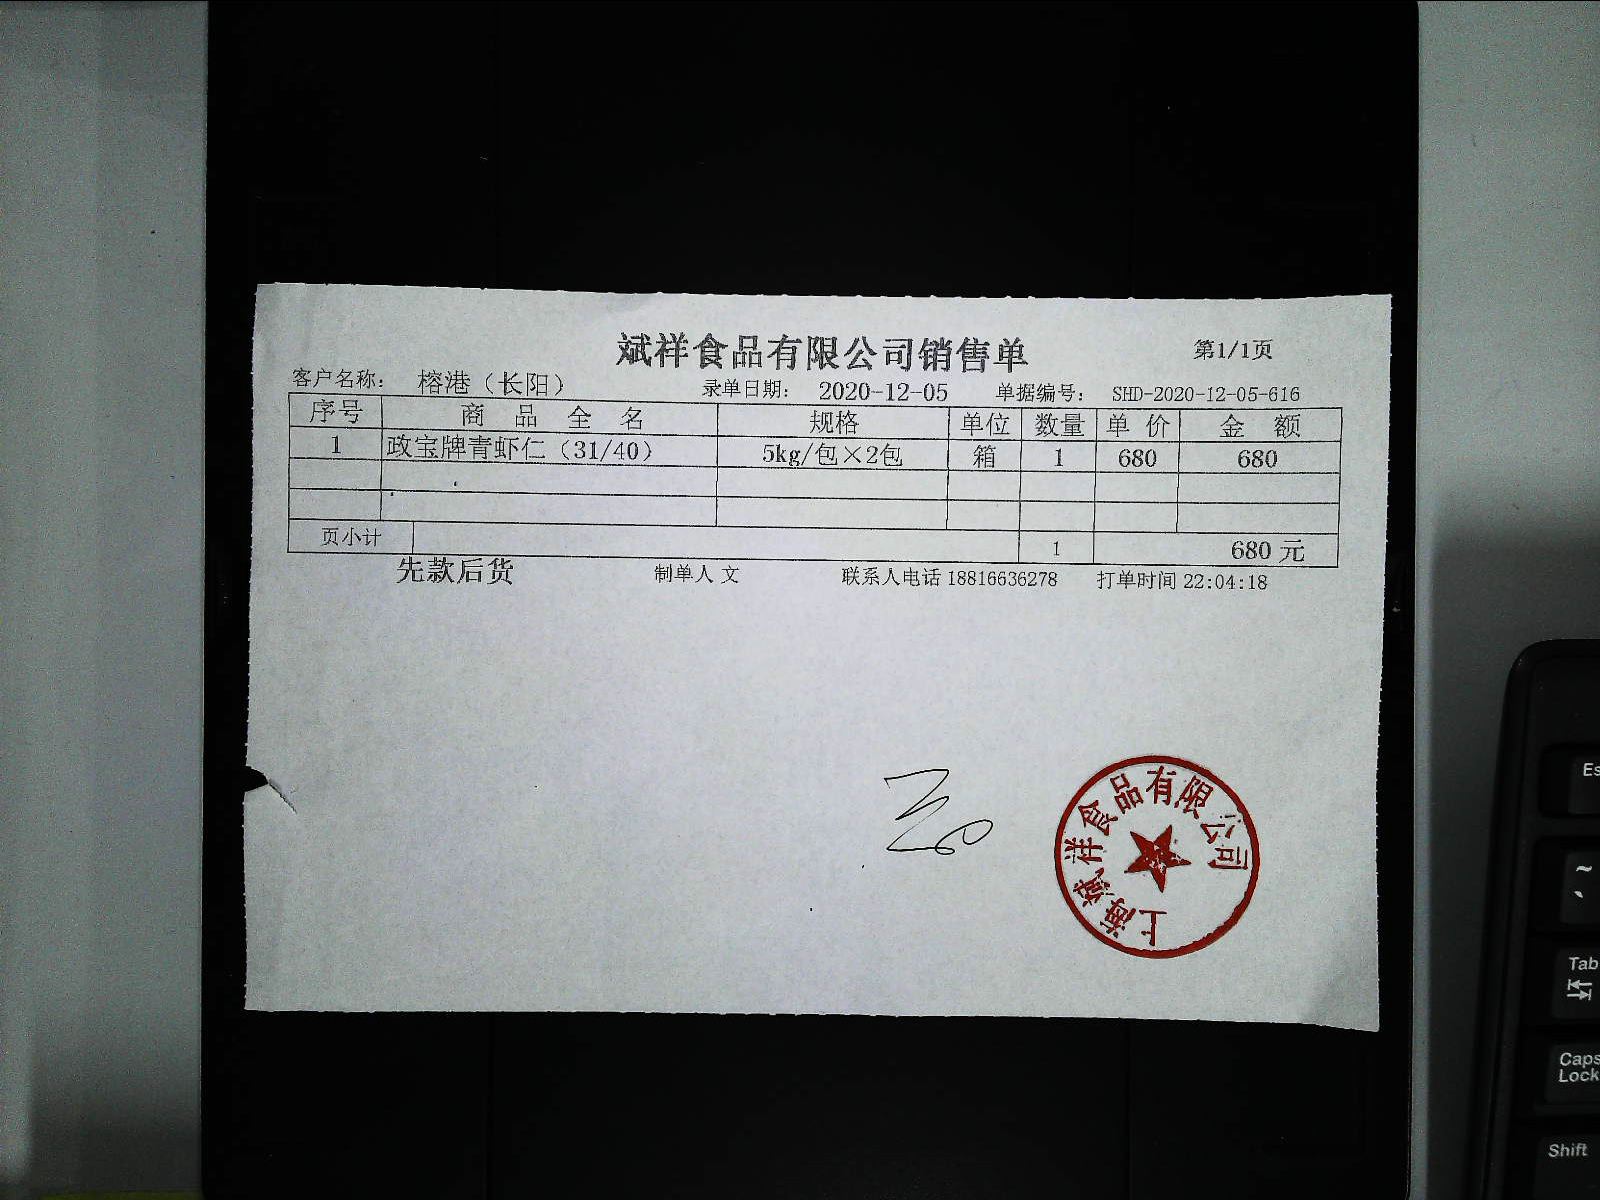 斌祥食品有限公司销售单
第1/1页
客户名称： 榕港（长阳） 录单日期： 2020-12-05 单据编号： SHD-2020-12-05-616
序号 商 品 全 名 规格 单位 数量 单 价 金 额
1 政宝牌青虾仁（31/40） 5kg/包×2包 箱 1 680 680
页小计 1 680 元
先款后货 制单人 文 联系人电话 18816636278 打单时间 22:04:18
上海斌祥食品有限公司
Es
~
Tab
Caps
Lock
Shift